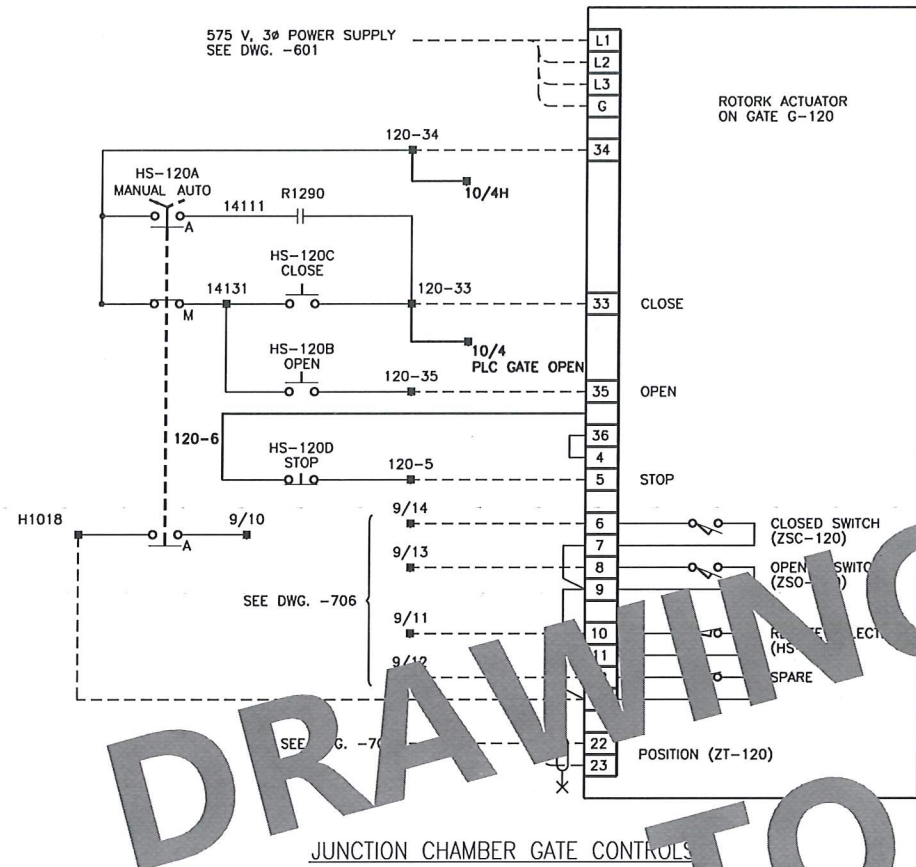 575 V, 3ø POWER SUPPLY
SEE DWG. -601
L1
L2
L3
G
ROTORK ACTUATOR
ON GATE G-120
120-34
34
10/4H
HS-120A
MANUAL AUTO
14111
R1290
A
HS-120C
CLOSE
14131
120-33
33
CLOSE
M
10/4
PLC GATE OPEN
HS-120B
OPEN
120-35
35
OPEN
36
120-6
4
HS-120D
STOP
120-5
5
STOP
9/14
6
CLOSED SWITCH
(ZSC-120)
H1018
9/10
A
7
9/13
8
SEE DWG. -706
9
9/11
10
11
9/12
SPARE
22
POSITION (ZT-120)
23
DRAWING
TO
JUNCTION CHAMBER GATE CONTROLS